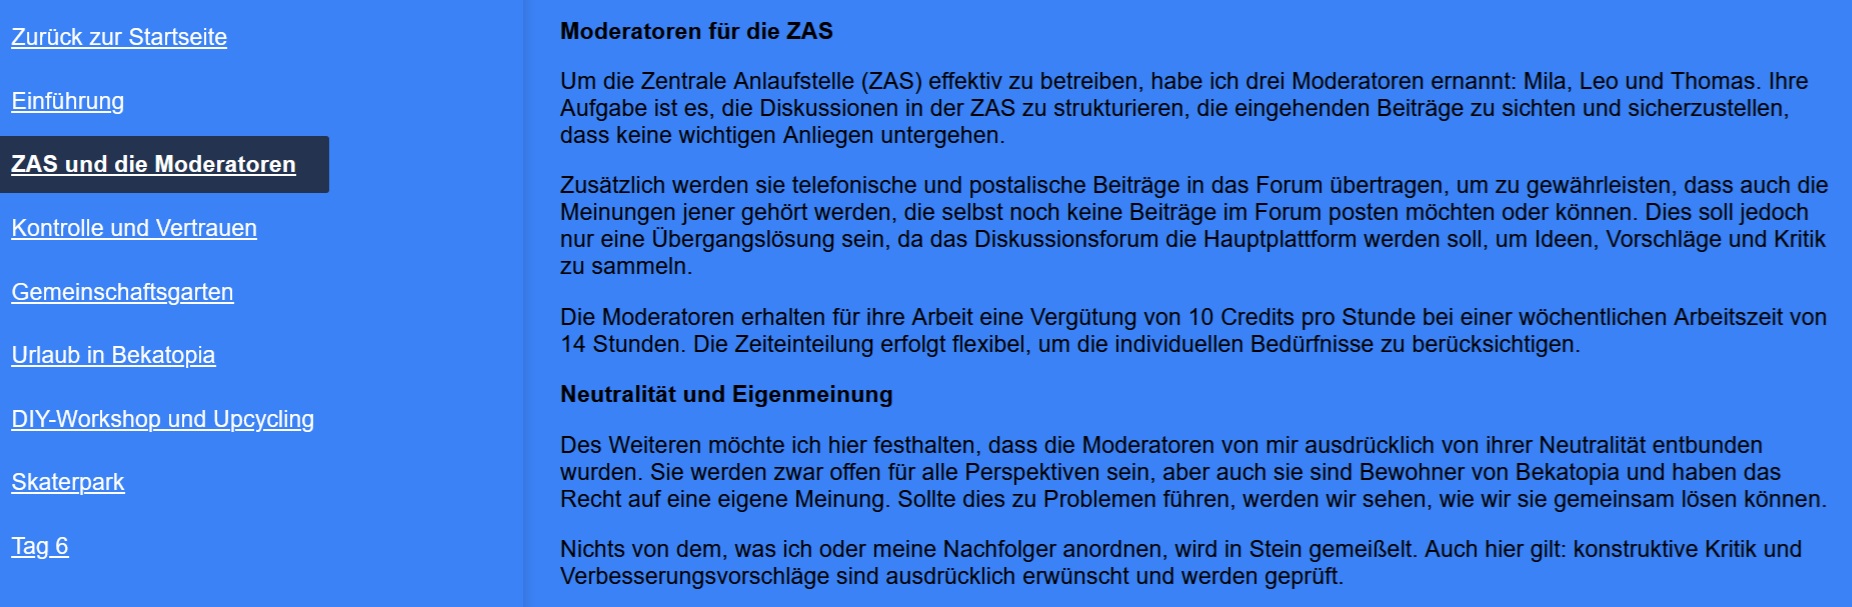 Zurück zur Startseite
Einführung
ZAS und die Moderatoren
Kontrolle und Vertrauen
Gemeinschaftsgarten
Urlaub in Bekatopia
DIY-Workshop und Upcycling
Skaterpark
Tag 6
Moderatoren für die ZAS
Um die Zentrale Anlaufstelle (ZAS) effektiv zu betreiben, habe ich drei Moderatoren ernannt: Mila, Leo und Thomas. Ihre
Aufgabe ist es, die Diskussionen in der ZAS zu strukturieren, die eingehenden Beiträge zu sichten und sicherzustellen,
dass keine wichtigen Anliegen untergehen.
Zusätzlich werden sie telefonische und postalische Beiträge in das Forum übertragen, um zu gewährleisten, dass auch die
Meinungen jener gehört werden, die selbst noch keine Beiträge im Forum posten möchten oder können. Dies soll jedoch
nur eine Übergangslösung sein, da das Diskussionsforum die Hauptplattform werden soll, um Ideen, Vorschläge und Kritik
zu sammeln.
Die Moderatoren erhalten für ihre Arbeit eine Vergütung von 10 Credits pro Stunde bei einer wöchentlichen Arbeitszeit von
14 Stunden. Die Zeiteinteilung erfolgt flexibel, um die individuellen Bedürfnisse zu berücksichtigen.
Neutralität und Eigenmeinung
Des Weiteren möchte ich hier festhalten, dass die Moderatoren von mir ausdrücklich von ihrer Neutralität entbunden
wurden. Sie werden zwar offen für alle Perspektiven sein, aber auch sie sind Bewohner von Bekatopia und haben das
Recht auf eine eigene Meinung. Sollte dies zu Problemen führen, werden wir sehen, wie wir sie gemeinsam lösen können.
Nichts von dem, was ich oder meine Nachfolger anordnen, wird in Stein gemeißelt. Auch hier gilt: konstruktive Kritik und
Verbesserungsvorschläge sind ausdrücklich erwünscht und werden geprüft.